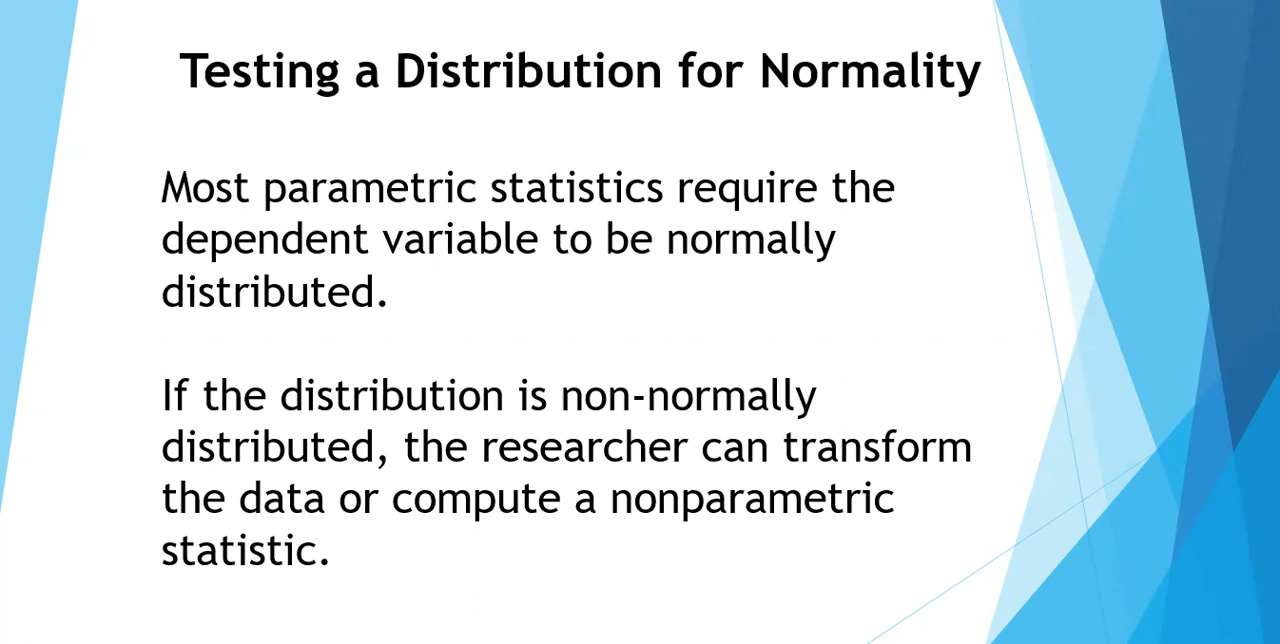 Testing a Distribution for Normality
Most parametric statistics require the
dependent variable to be normally
distributed.
If the distribution is non-normally
distributed, the researcher can transform
the data or compute a nonparametric
statistic.